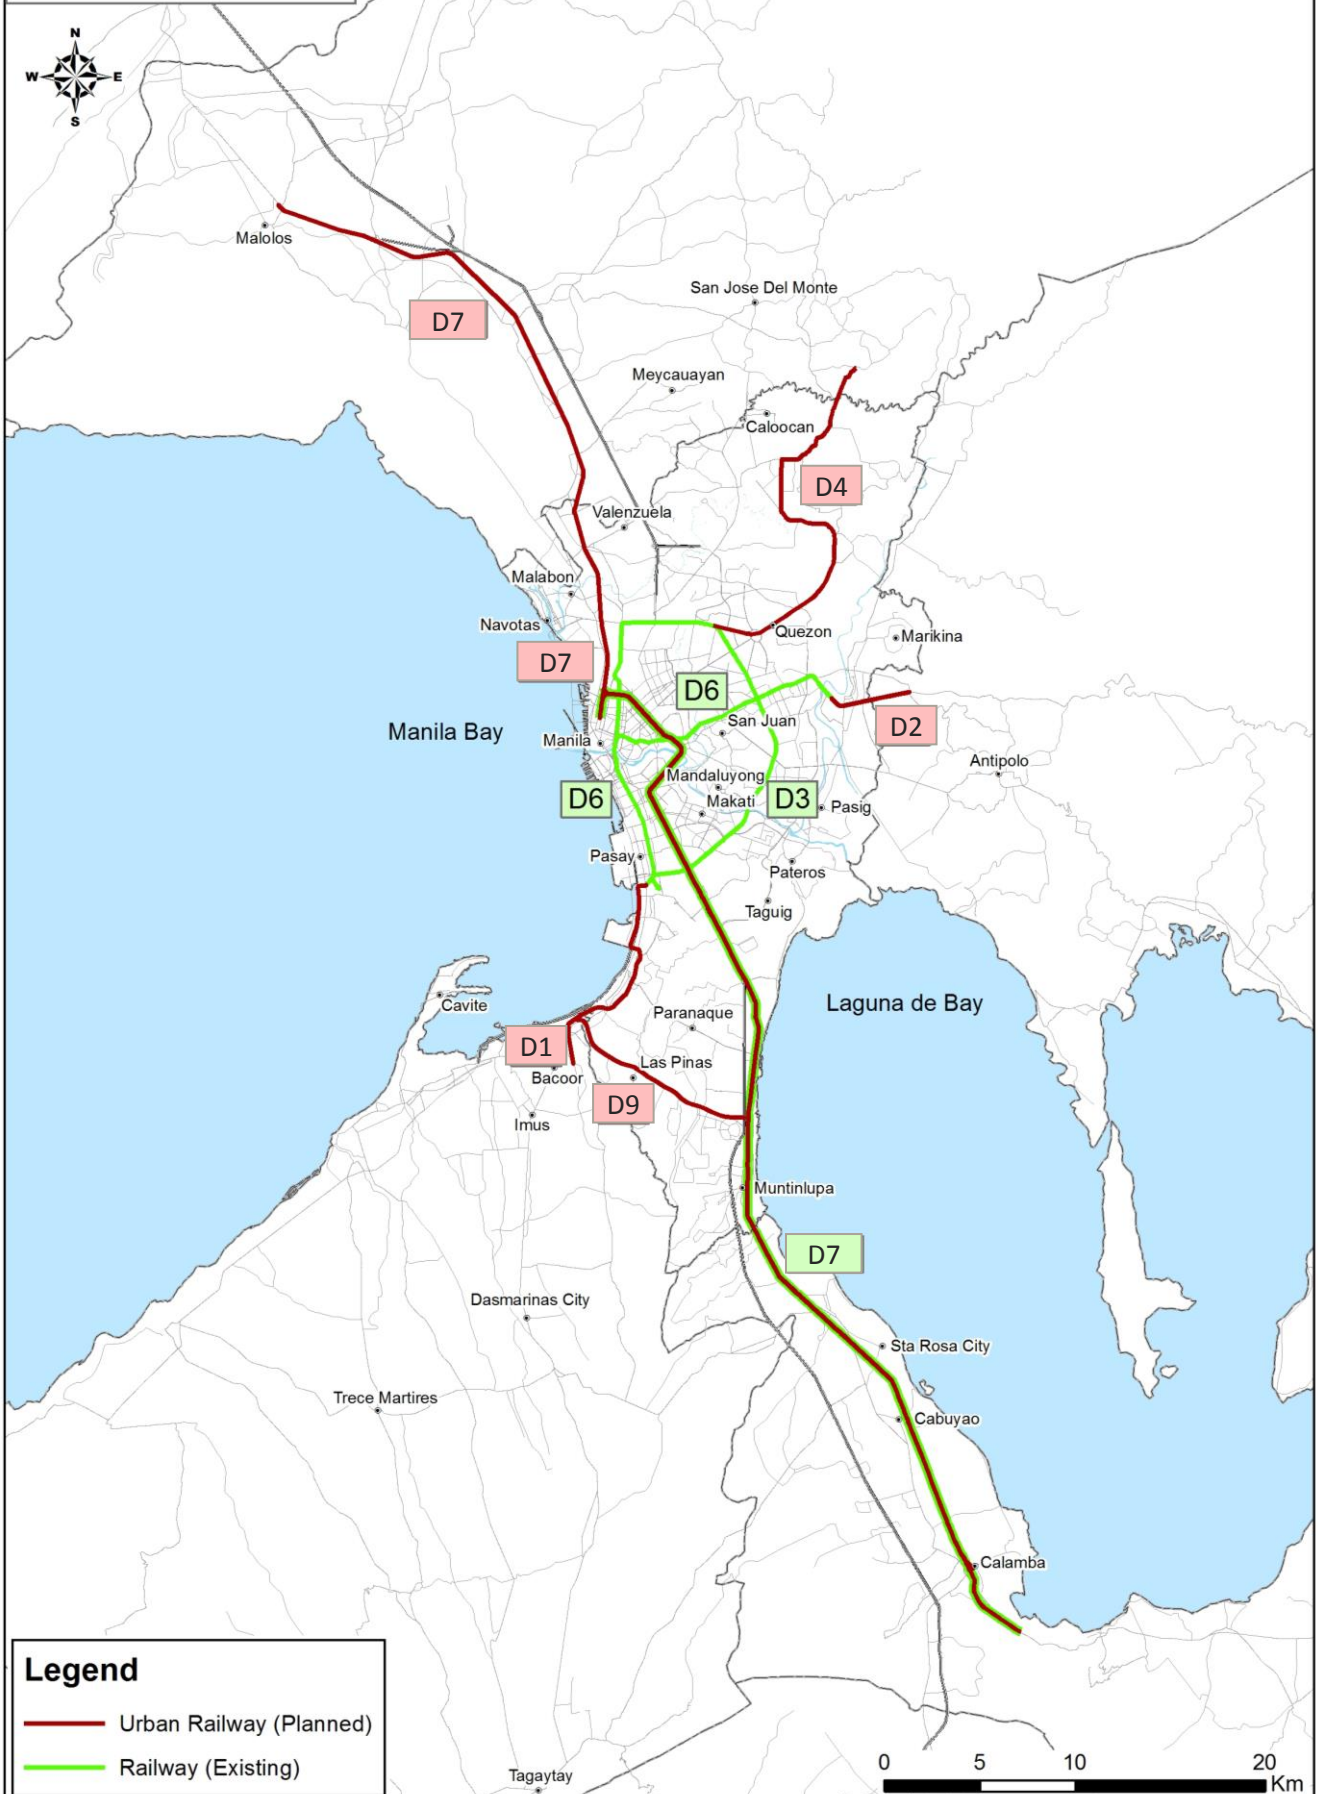 N
W E
S
Malolos
San Jose Del Monte
D7
Meycauayan
Caloocan
D4
Valenzuela
Malabon
Navotas
Quezon
Marikina
D7
D6
San Juan
D2
Manila Bay
Manila
Antipolo
Mandaluyong
D6
Makati
D3
Pasig
Pasay
Pateros
Taguig
Cavite
Laguna de Bay
Paranaque
D1
Las Pinas
Bacoor
D9
Imus
Muntinlupa
D7
Dasmarinas City
Sta Rosa City
Trece Martires
Cabuyao
Calamba
Legend
Urban Railway (Planned)
Railway (Existing)
Tagaytay
0 5 10 20
Km